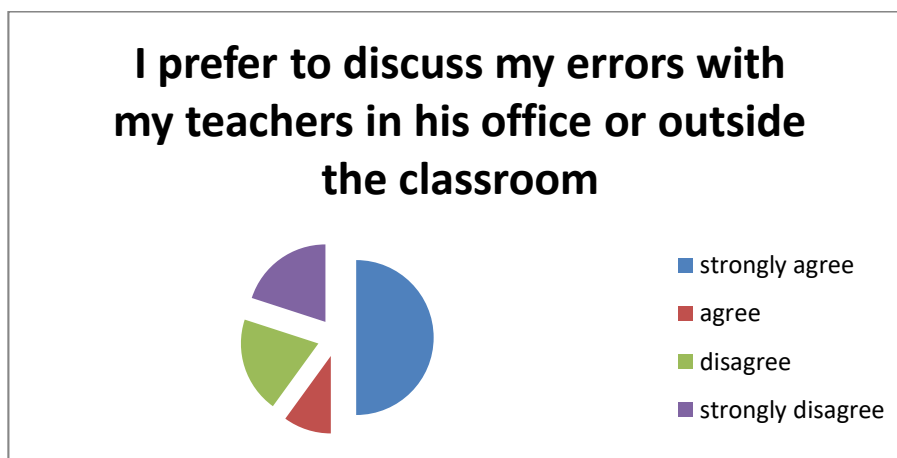 I prefer to discuss my errors with
my teachers in his office or outside
the classroom
strongly agree
agree
disagree
strongly disagree